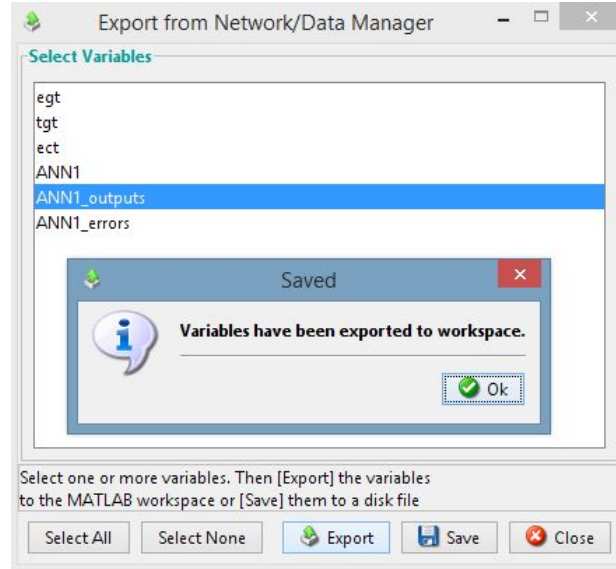 Export from Network/Data Manager
Select Variables
egt
tgt
ect
ANN1
ANN1_outputs
ANN1_errors
Saved
Variables have been exported to workspace.
Ok
Select one or more variables. Then [Export] the variables
to the MATLAB workspace or [Save] them to a disk file
Select All Select None Export Save Close